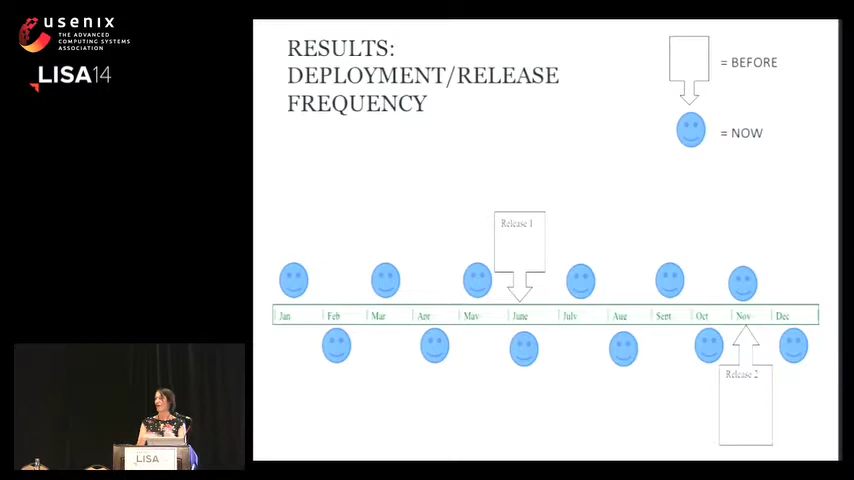 usenix
THE ADVANCED
COMPUTING SYSTEMS
ASSOCIATION
LISA14
RESULTS:
DEPLOYMENT/RELEASE
FREQUENCY
= BEFORE
= NOW
Release 1
Jan Feb Mar Apr May June July Aug Sept Oct Nov Dec
Release 2
LISA